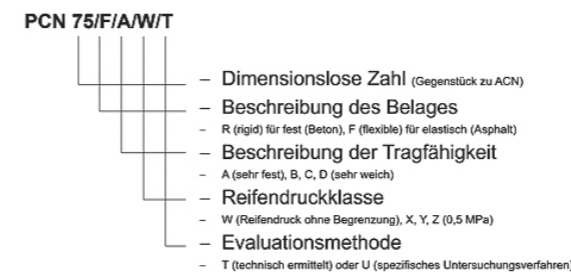 PCN 75/F/A/W/T
– Dimensionslose Zahl (Gegenstück zu ACN)
– Beschreibung des Belages
– R (rigid) für fest (Beton), F (flexible) für elastisch (Asphalt)
– Beschreibung der Tragfähigkeit
– A (sehr fest), B, C, D (sehr weich)
– Reifendruckklasse
– W (Reifendruck ohne Begrenzung), X, Y, Z (0,5 MPa)
– Evaluationsmethode
– T (technisch ermittelt) oder U (spezifisches Untersuchungsverfahren)